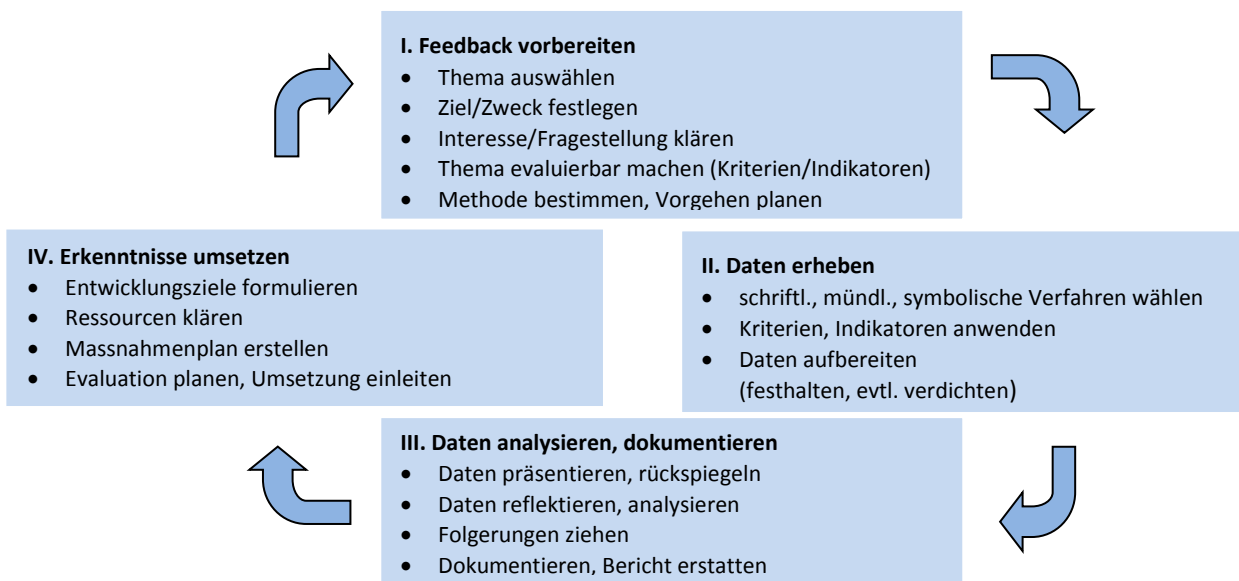 I. Feedback vorbereiten
• Thema auswählen
• Ziel/Zweck festlegen
• Interesse/Fragestellung klären
• Thema evaluierbar machen (Kriterien/Indikatoren)
• Methode bestimmen, Vorgehen planen
II. Daten erheben
• schriftl., mündl., symbolische Verfahren wählen
• Kriterien, Indikatoren anwenden
• Daten aufbereiten
(festhalten, evtl. verdichten)
III. Daten analysieren, dokumentieren
• Daten präsentieren, rückspiegeln
• Daten reflektieren, analysieren
• Folgerungen ziehen
• Dokumentieren, Bericht erstatten
IV. Erkenntnisse umsetzen
• Entwicklungsziele formulieren
• Ressourcen klären
• Massnahmenplan erstellen
• Evaluation planen, Umsetzung einleiten